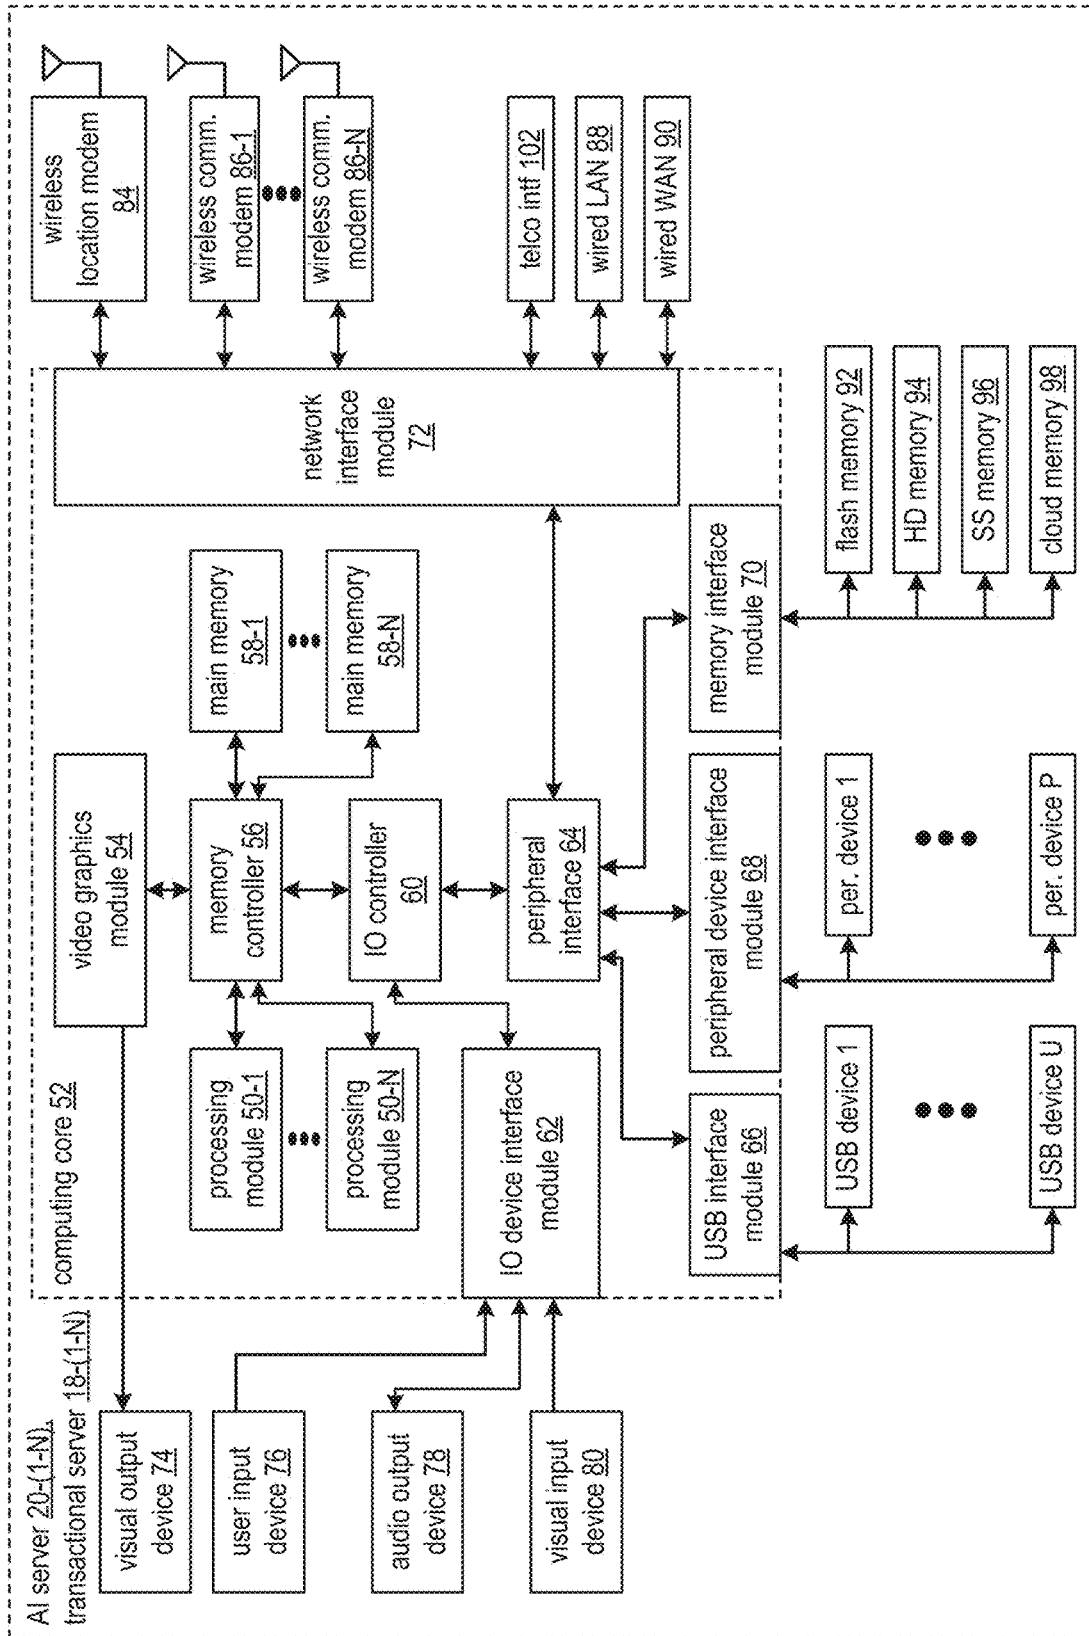 AI server 20-(1-N),
transactional server 18-(1-N)
computing core 52
visual output
device 74
user input
device 76
audio output
device 78
visual input
device 80
video graphics
module 54
processing
module 50-1
processing
module 50-N
memory
controller 56
main memory
58-1
main memory
58-N
IO controller
60
IO device interface
module 62
peripheral
interface 64
network
interface
module
72
wireless
location modem
84
wireless comm.
modem 86-1
wireless comm.
modem 86-N
telco intf 102
wired LAN 88
wired WAN 90
USB interface
module 66
peripheral device interface
module 68
memory interface
module 70
USB device 1
USB device U
per. device 1
per. device P
flash memory 92
HD memory 94
SS memory 96
cloud memory 98